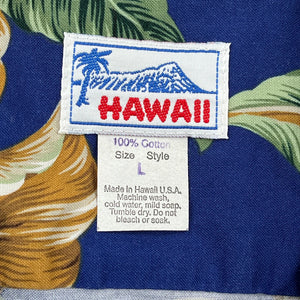 HAWAII
100% Cotton
Size Style
L
Made in Hawaii U.S.A.
Machine wash,
cold water, mild soap.
Tumble dry. Do not
bleach or soak.